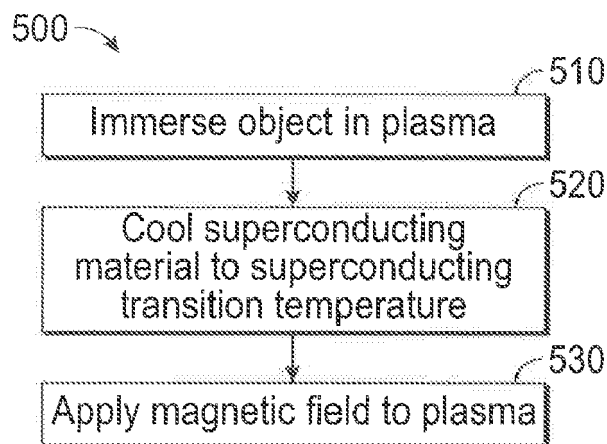 500
510
Immerse object in plasma
520
Cool superconducting
material to superconducting
transition temperature
530
Apply magnetic field to plasma